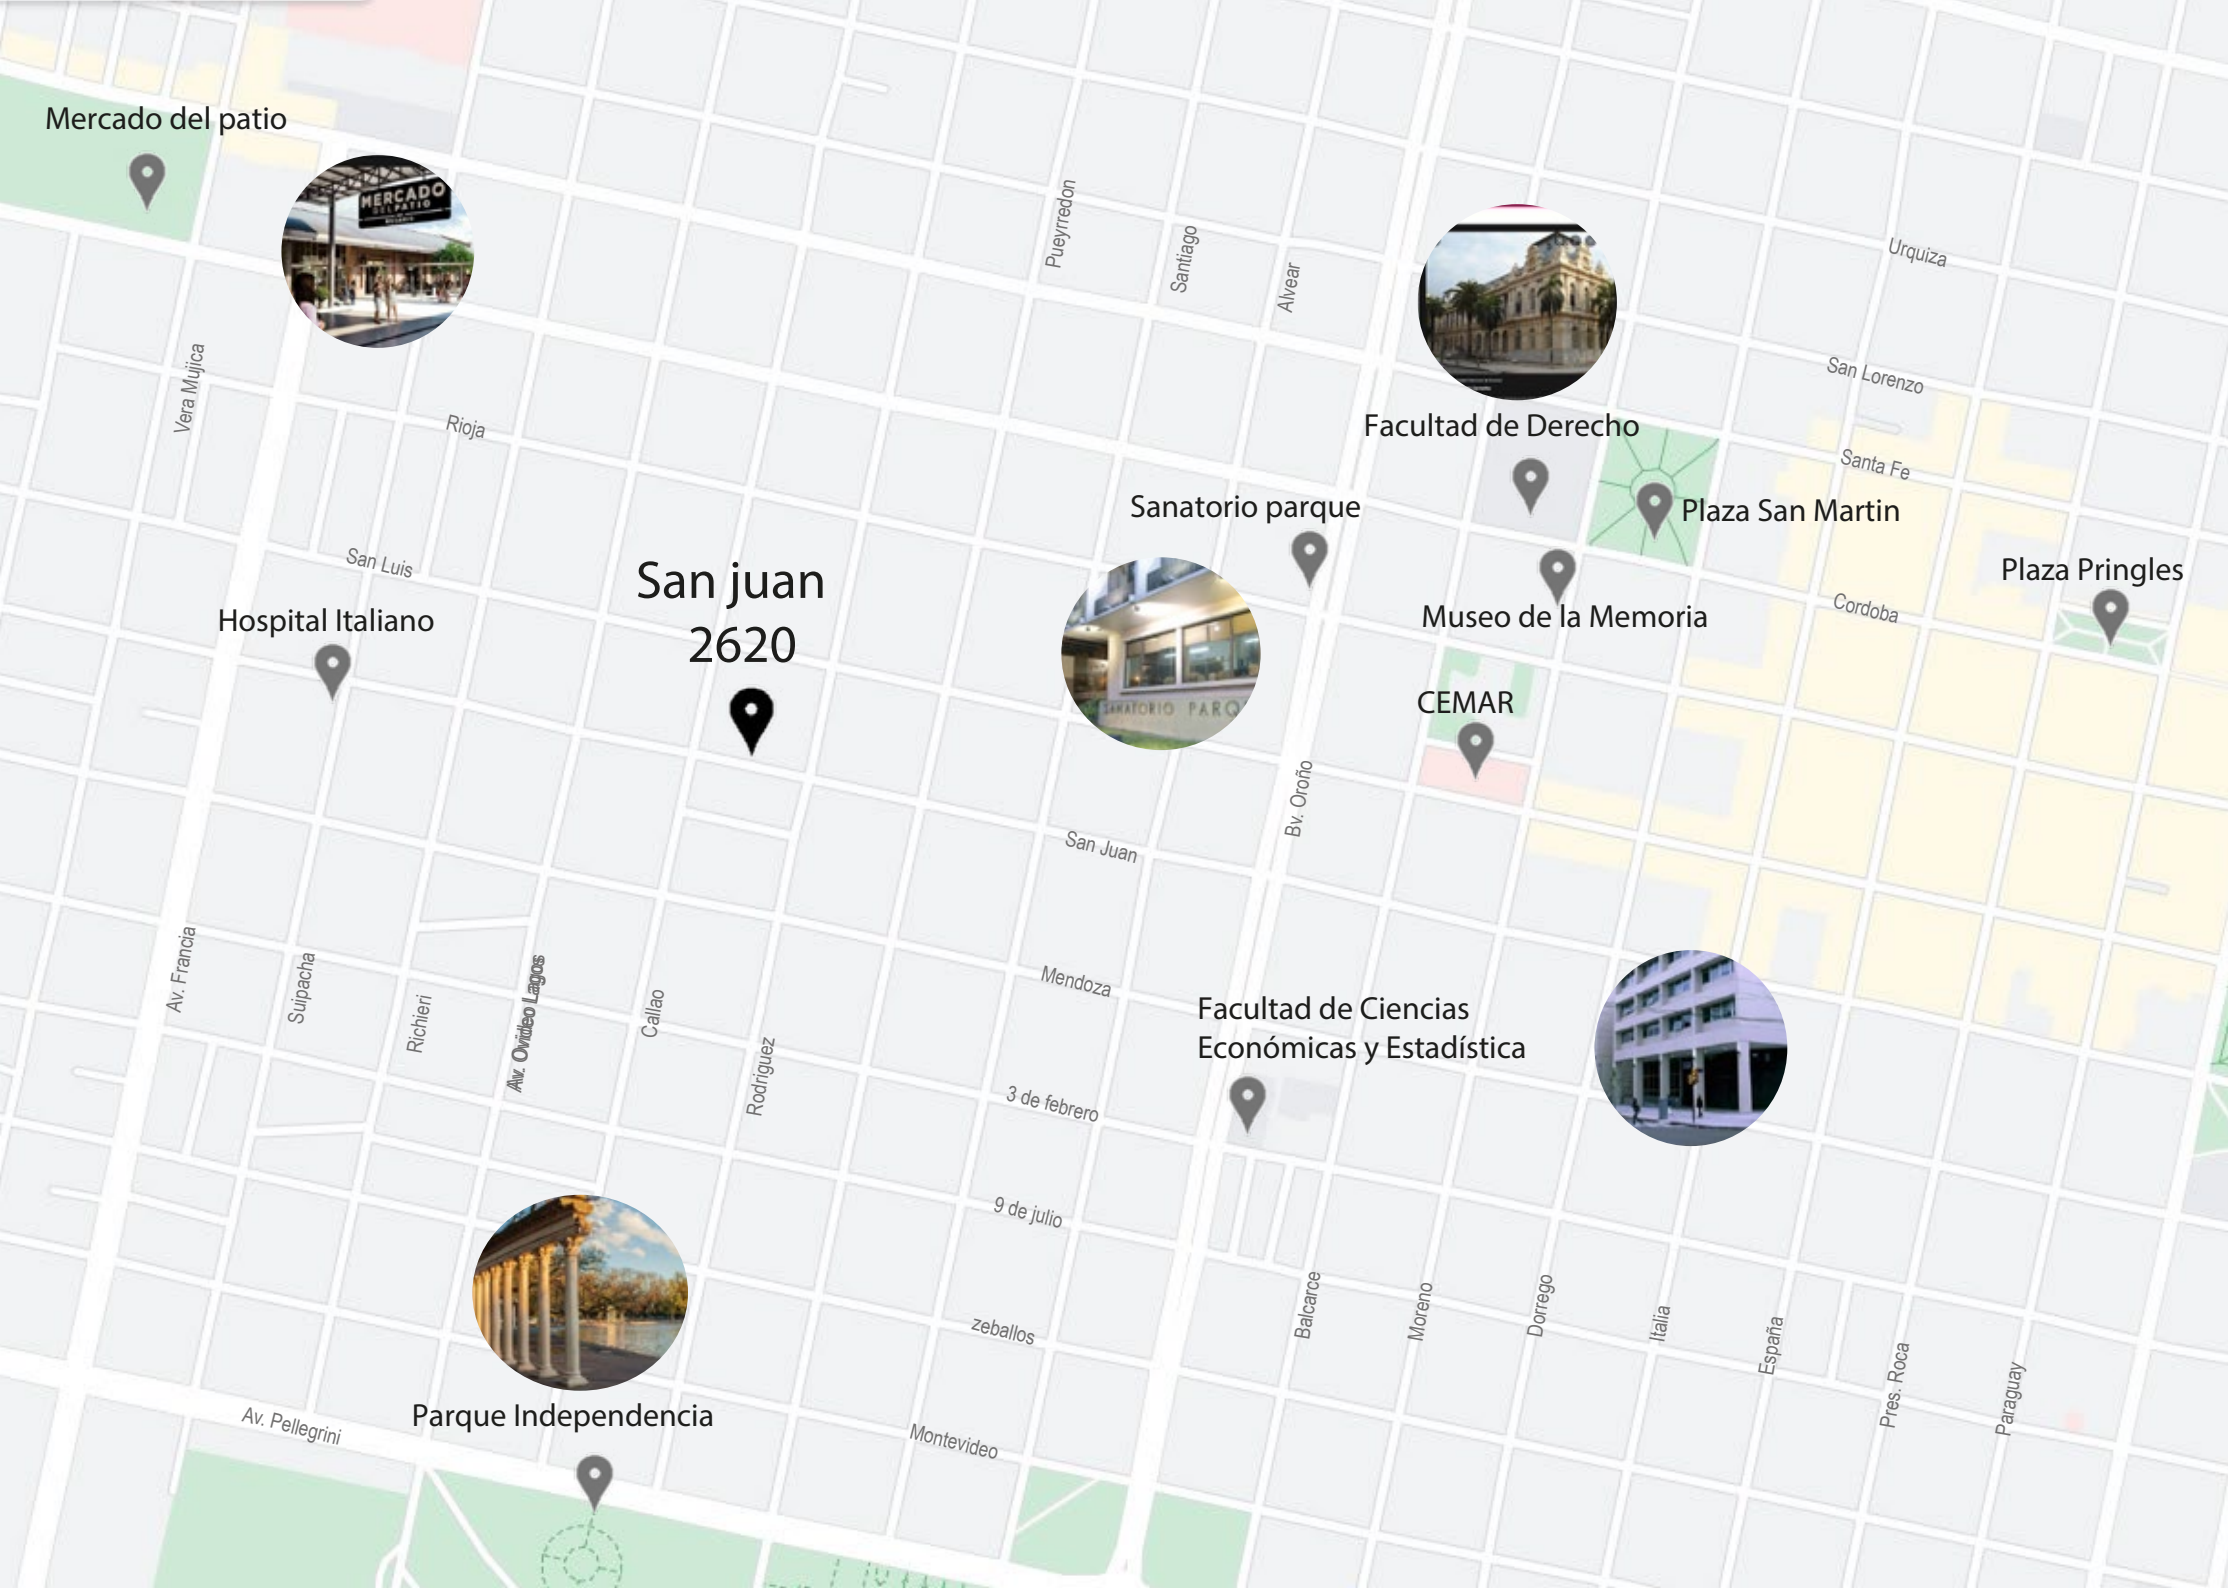 Mercado del patio
MERCADO
DEL PATIO
Pueyrredon
Santiago
Alvear
Urquiza
Vera Mujica
San Lorenzo
Rioja
Facultad de Derecho
Santa Fe
Sanatorio parque
Plaza San Martin
San Luis
San juan
2620
Plaza Pringles
Hospital Italiano
Museo de la Memoria
Cordoba
SANATORIO PARQ
CEMAR
Bv. Oroño
San Juan
Av. Francia
Suipacha
Richieri
Av. Ovideo Lagos
Callao
Mendoza
Rodriguez
Facultad de Ciencias
Económicas y Estadística
3 de febrero
9 de julio
zeballos
Balcarce
Moreno
Dorrego
Italia
España
Pres. Roca
Paraguay
Av. Pellegrini
Parque Independencia
Montevideo